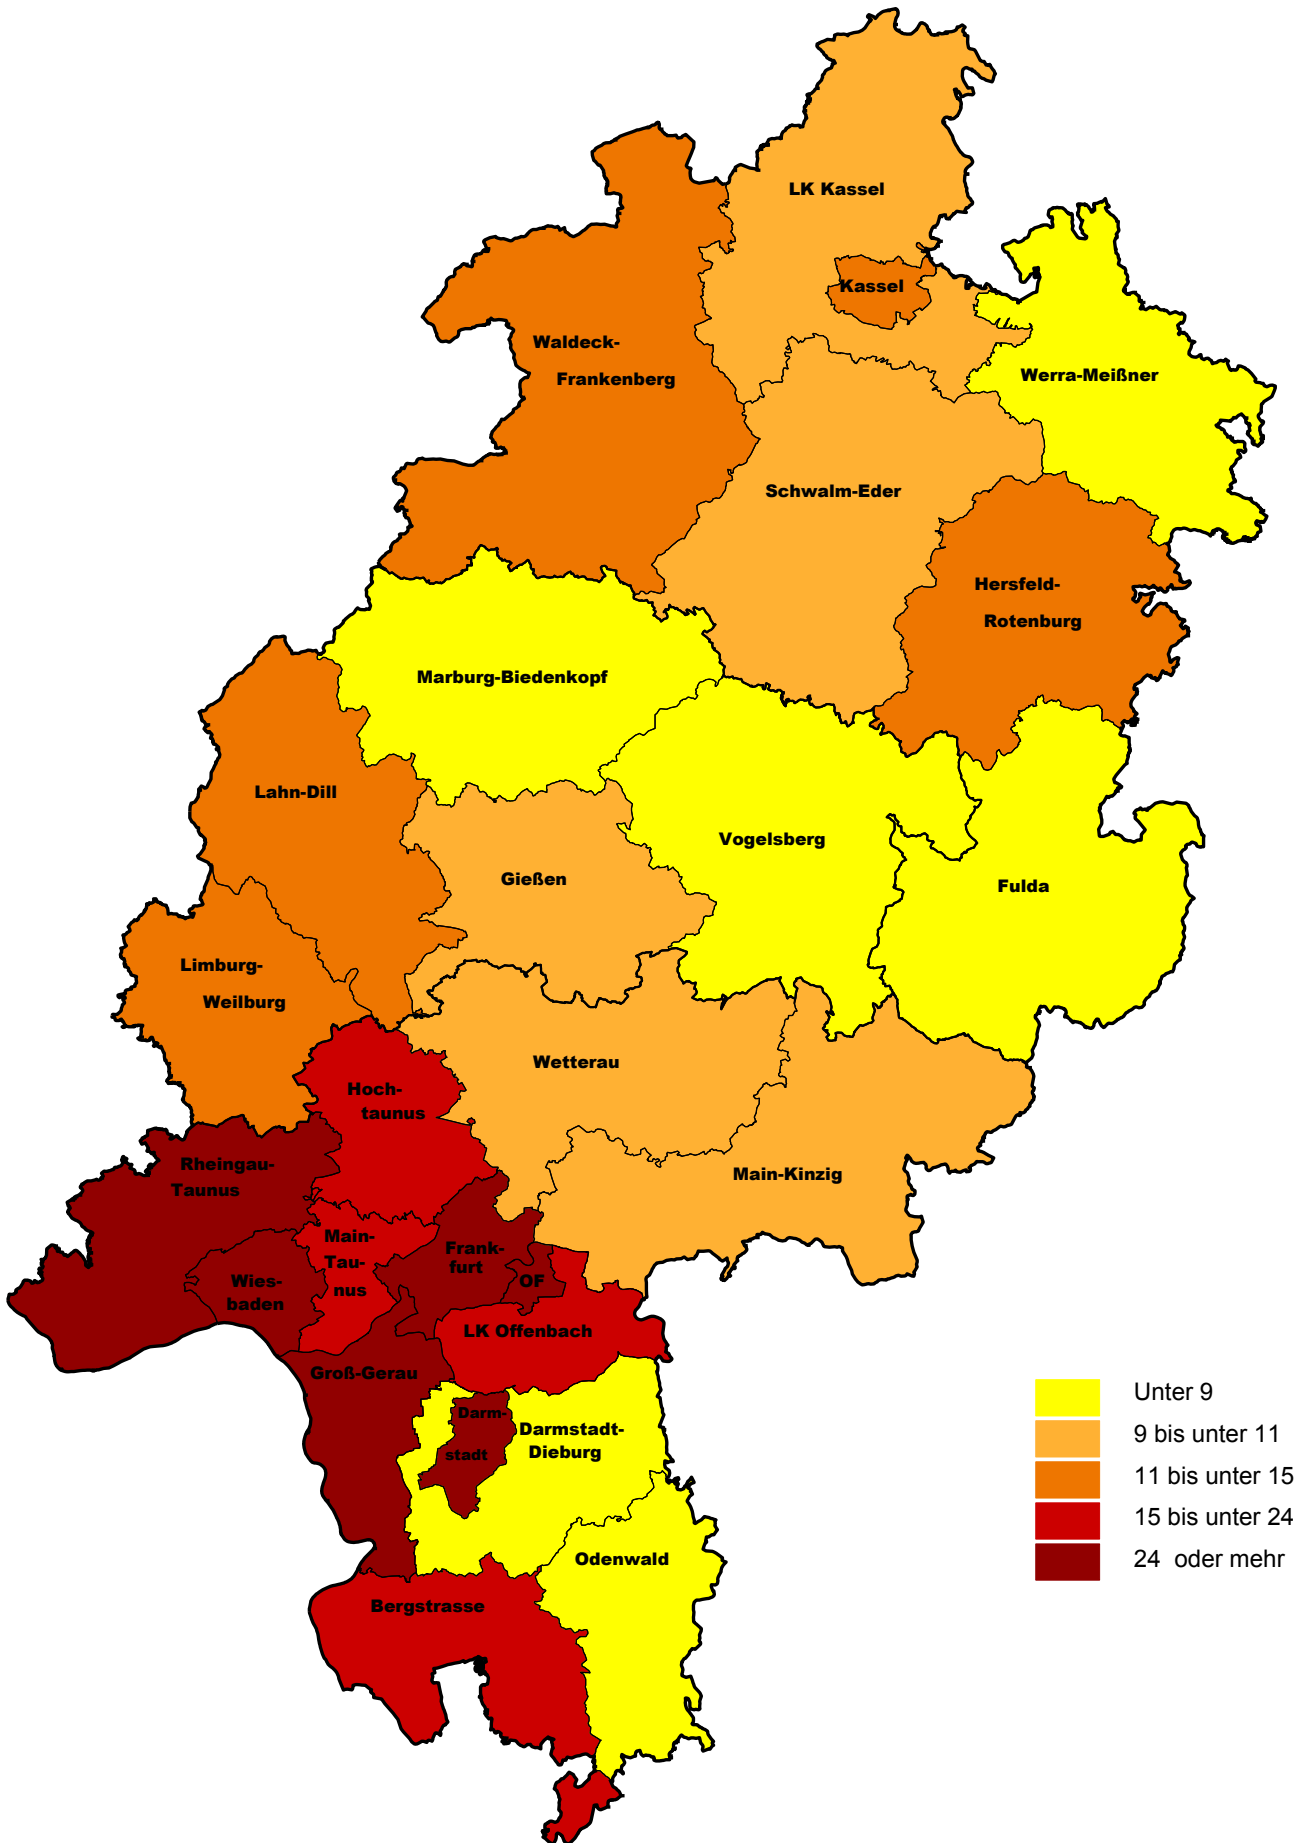 LK Kassel
Kassel
Waldeck-
Frankenberg
Werra-Meißner
Schwalm-Eder
Hersfeld-
Rotenburg
Marburg-Biedenkopf
Lahn-Dill
Vogelsberg
Gießen
Fulda
Limburg-
Weilburg
Wetterau
Hoch-
taunus
Main-Kinzig
Rheingau-
Taunus
Main-
Tau-
nus
Frank-
furt
OF
Wies-
baden
LK Offenbach
Groß-Gerau
Darm-
stadt
Darmstadt-
Dieburg
Odenwald
Bergstrasse
Unter 9
9 bis unter 11
11 bis unter 15
15 bis unter 24
24 oder mehr